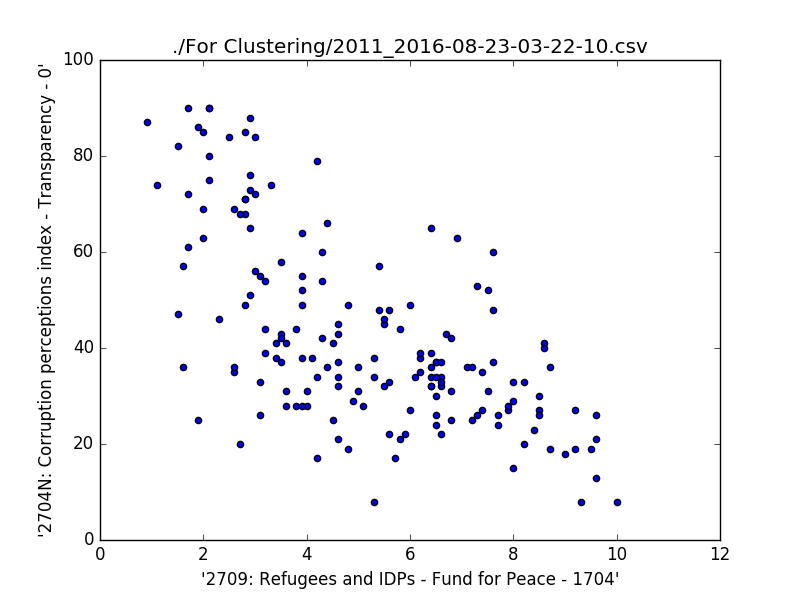 ./For Clustering/2011_2016-08-23-03-22-10.csv
100
80
60
40
20
0
0 2 4 6 8 10 12
'2704N: Corruption perceptions index - Transparency - 0'
'2709: Refugees and IDPs - Fund for Peace - 1704'